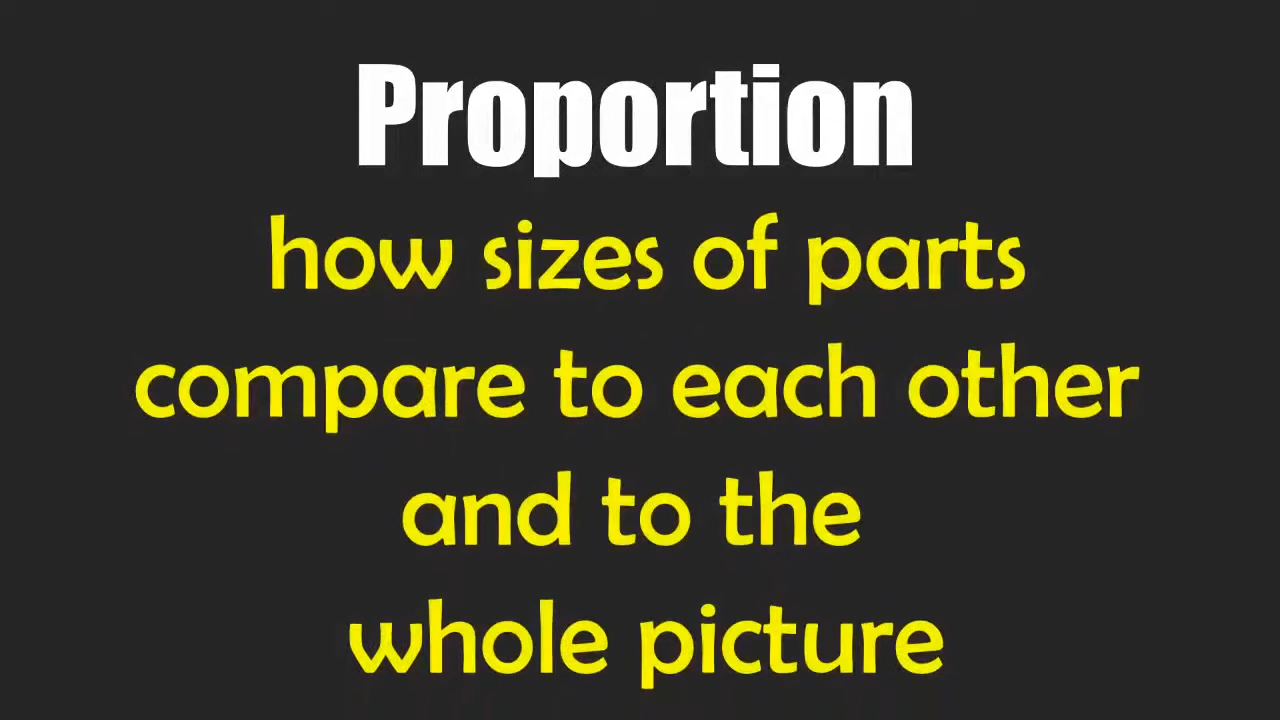 Proportion
how sizes of parts
compare to each other
and to the
whole picture